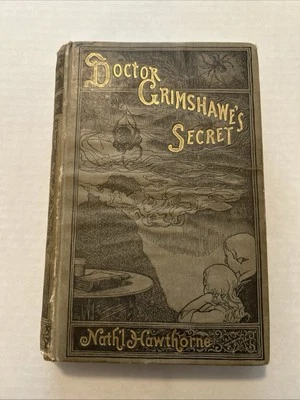 DOCTOR
GRIMSHAWE'S
SECRET
Nath'l Hawthorne